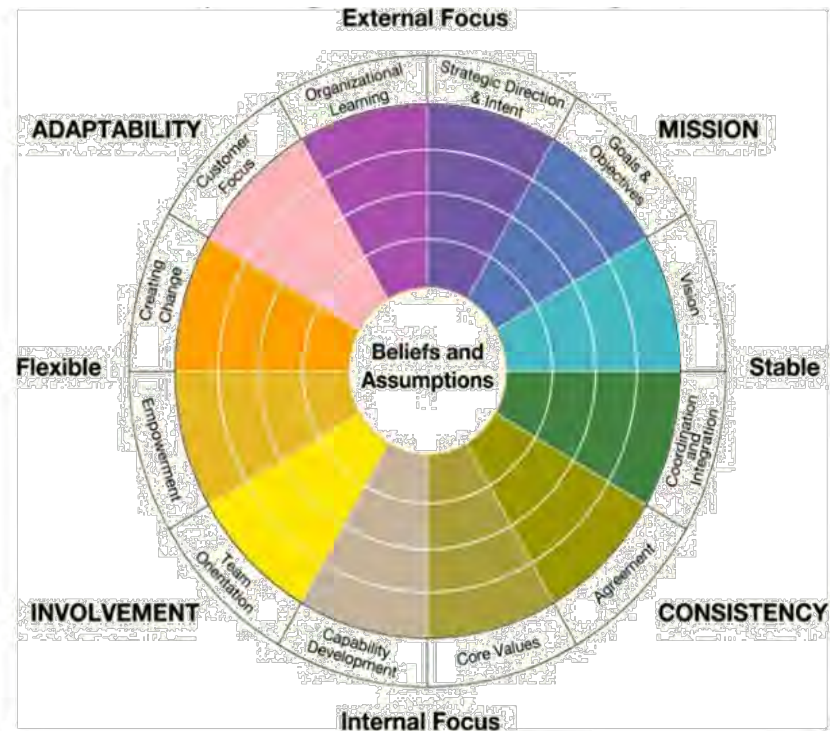 External Focus
Organizational
Learning
Strategic Direction
& Intent
ADAPTABILITY
MISSION
Customer
Focus
Goals &
Objectives
Creating
Change
Vision
Flexible
Beliefs and
Assumptions
Stable
Empowerment
Coordination
and
Integration
Team
Orientation
Agreement
INVOLVEMENT
CONSISTENCY
Capability
Development
Core Values
Internal Focus